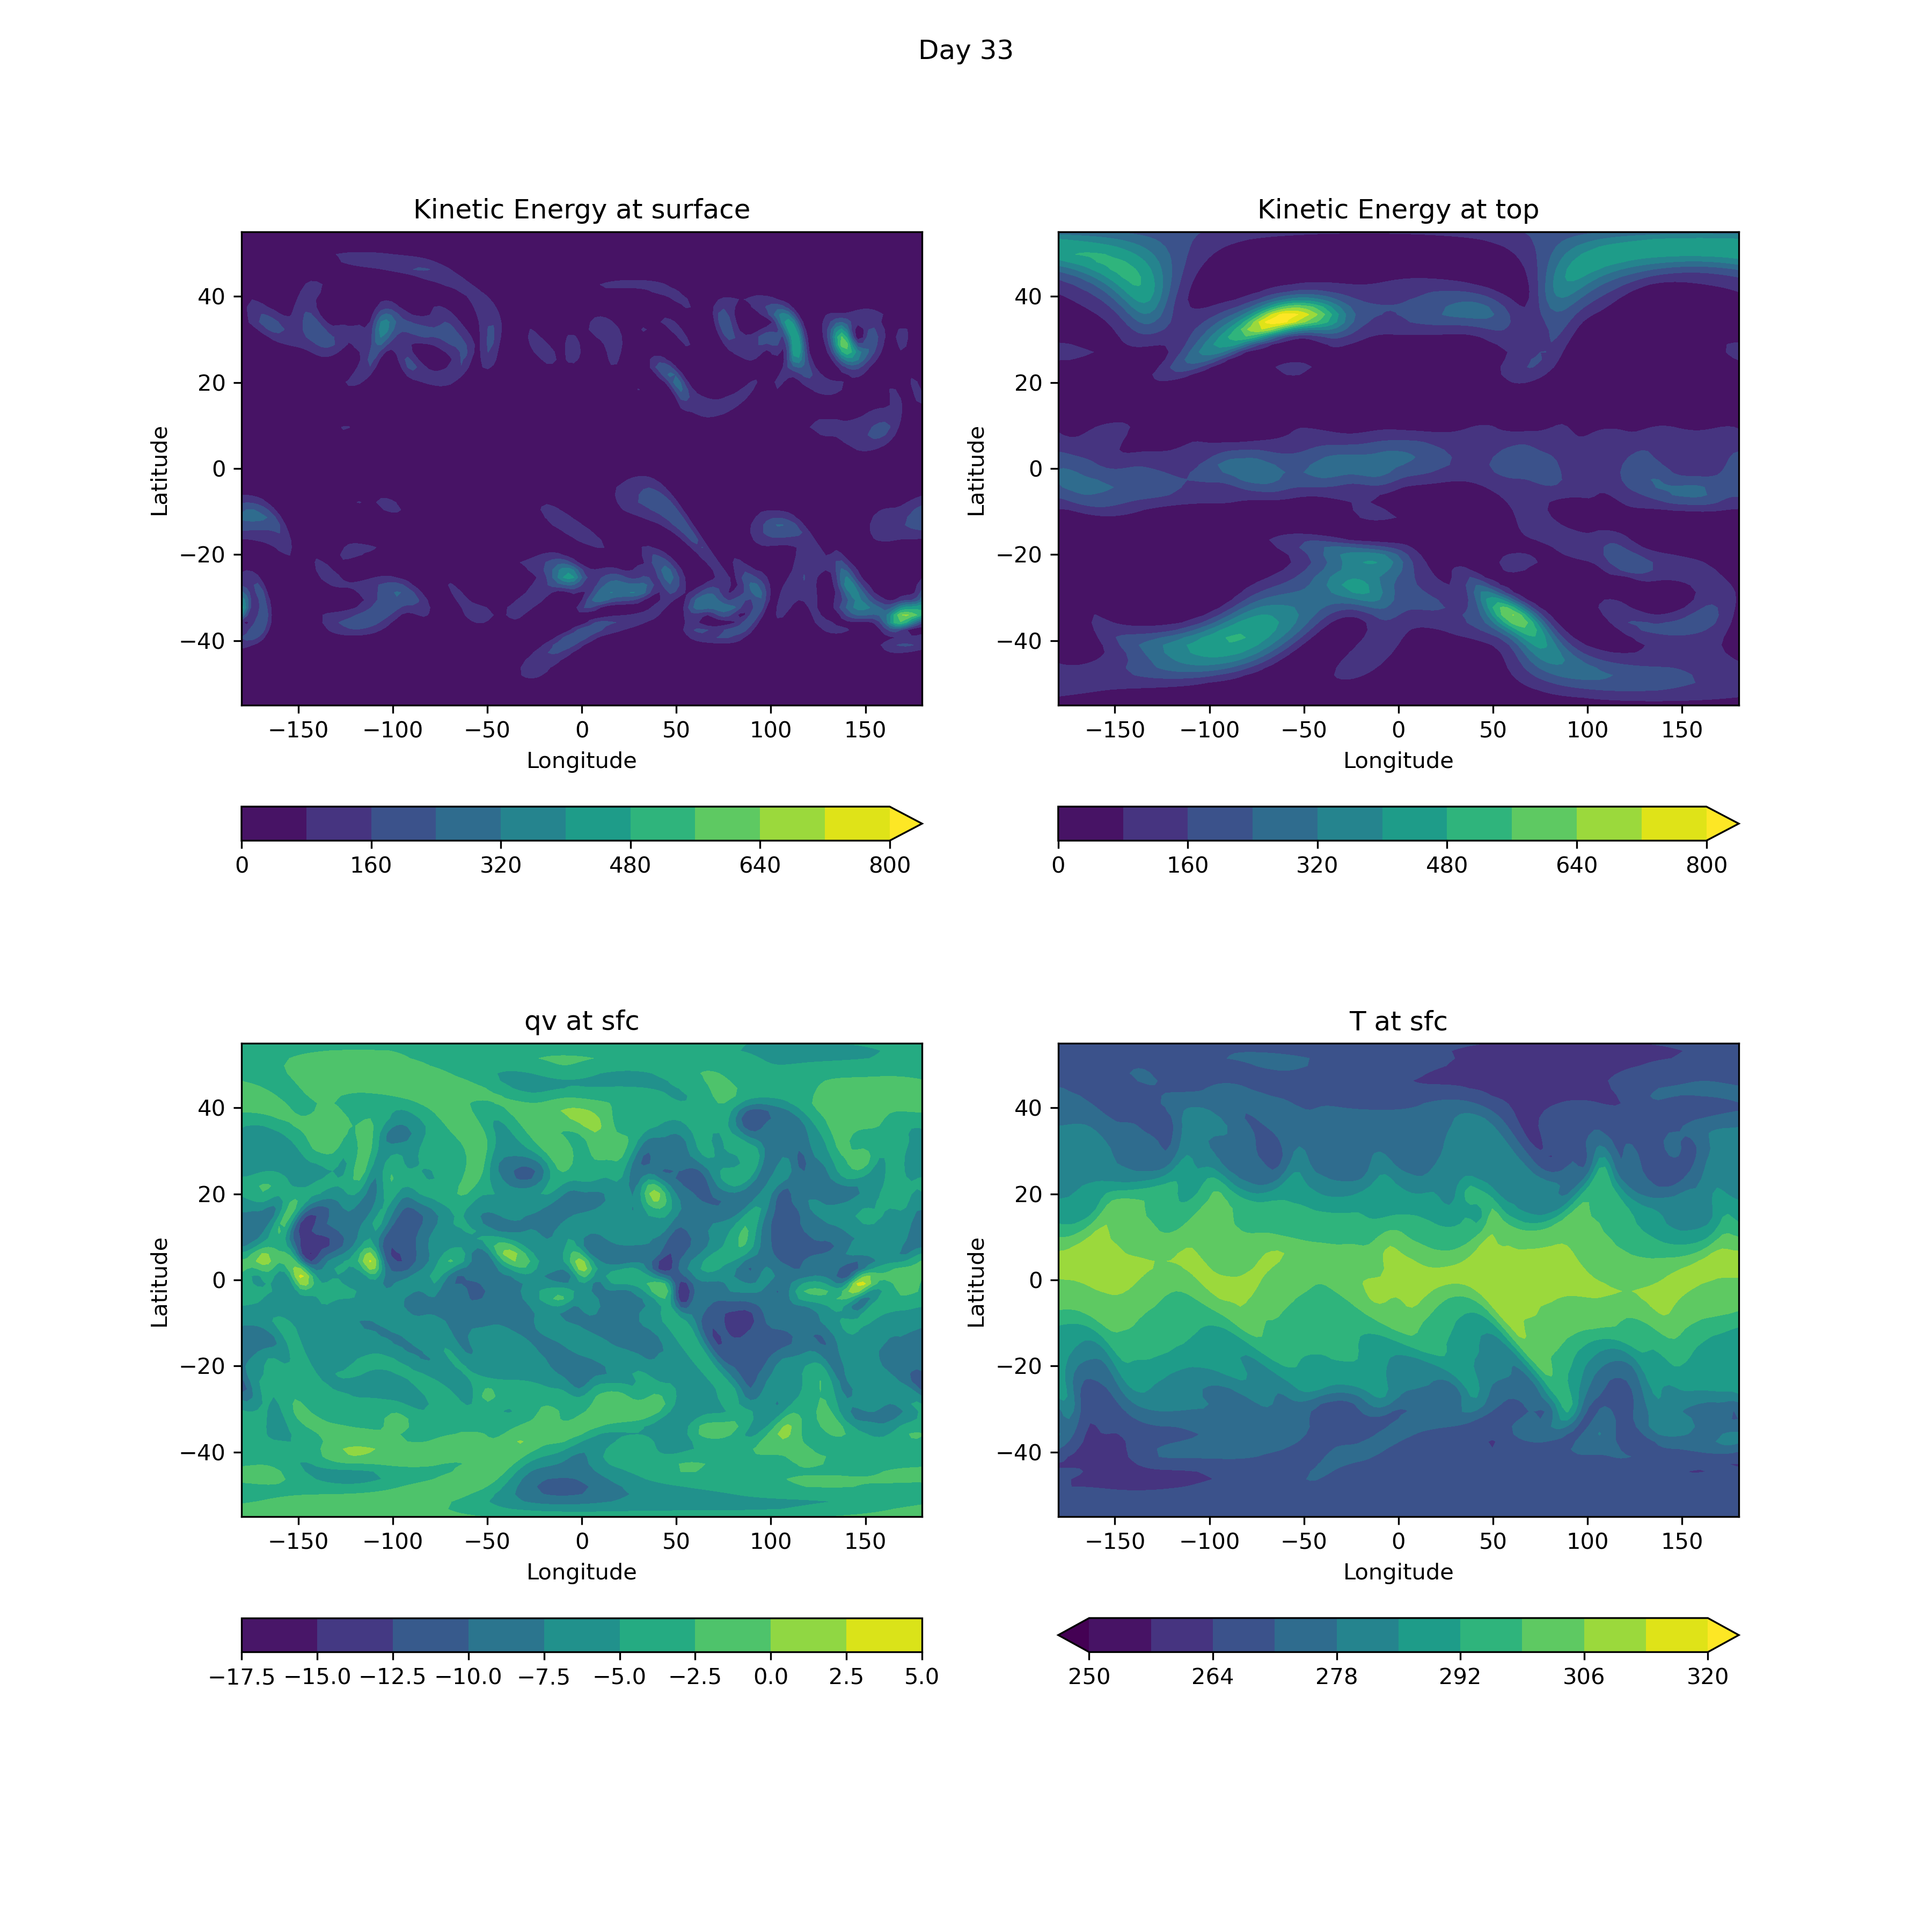 Day 33
Kinetic Energy at surface
40
20
0
−20
−40
Latitude
−150 −100 −50 0 50 100 150
Longitude
0 160 320 480 640 800
Kinetic Energy at top
40
20
0
−20
−40
Latitude
−150 −100 −50 0 50 100 150
Longitude
0 160 320 480 640 800
qv at sfc
40
20
0
−20
−40
Latitude
−150 −100 −50 0 50 100 150
Longitude
−17.5 −15.0 −12.5 −10.0 −7.5 −5.0 −2.5 0.0 2.5 5.0
T at sfc
40
20
0
−20
−40
Latitude
−150 −100 −50 0 50 100 150
Longitude
250 264 278 292 306 320